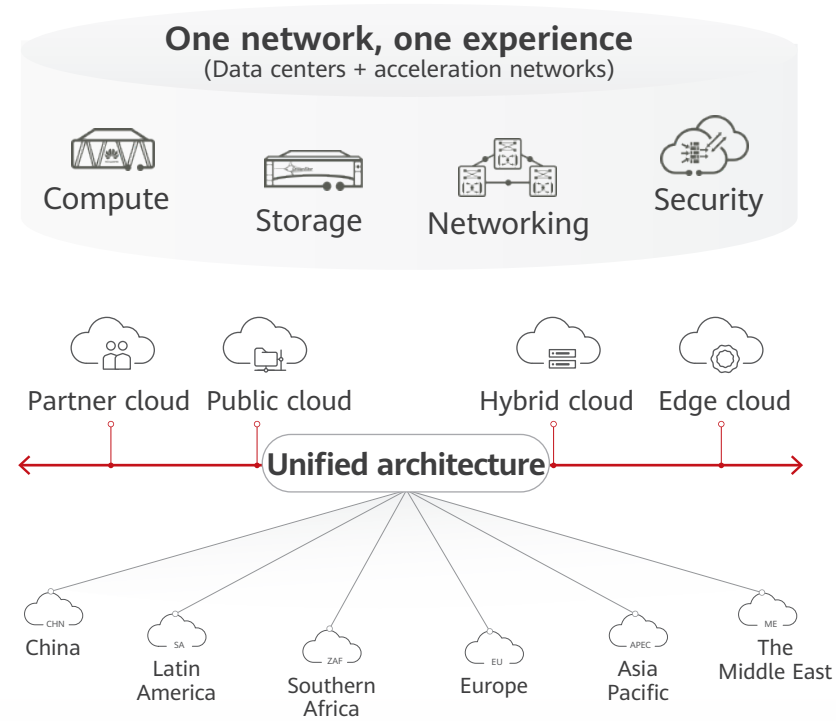 One network, one experience
(Data centers + acceleration networks)
Compute
Storage
Networking
Security
Partner cloud
Public cloud
Hybrid cloud
Edge cloud
Unified architecture
CHN
China
SA
Latin
America
ZAF
Southern
Africa
EU
Europe
APEC
Asia
Pacific
ME
The
Middle East